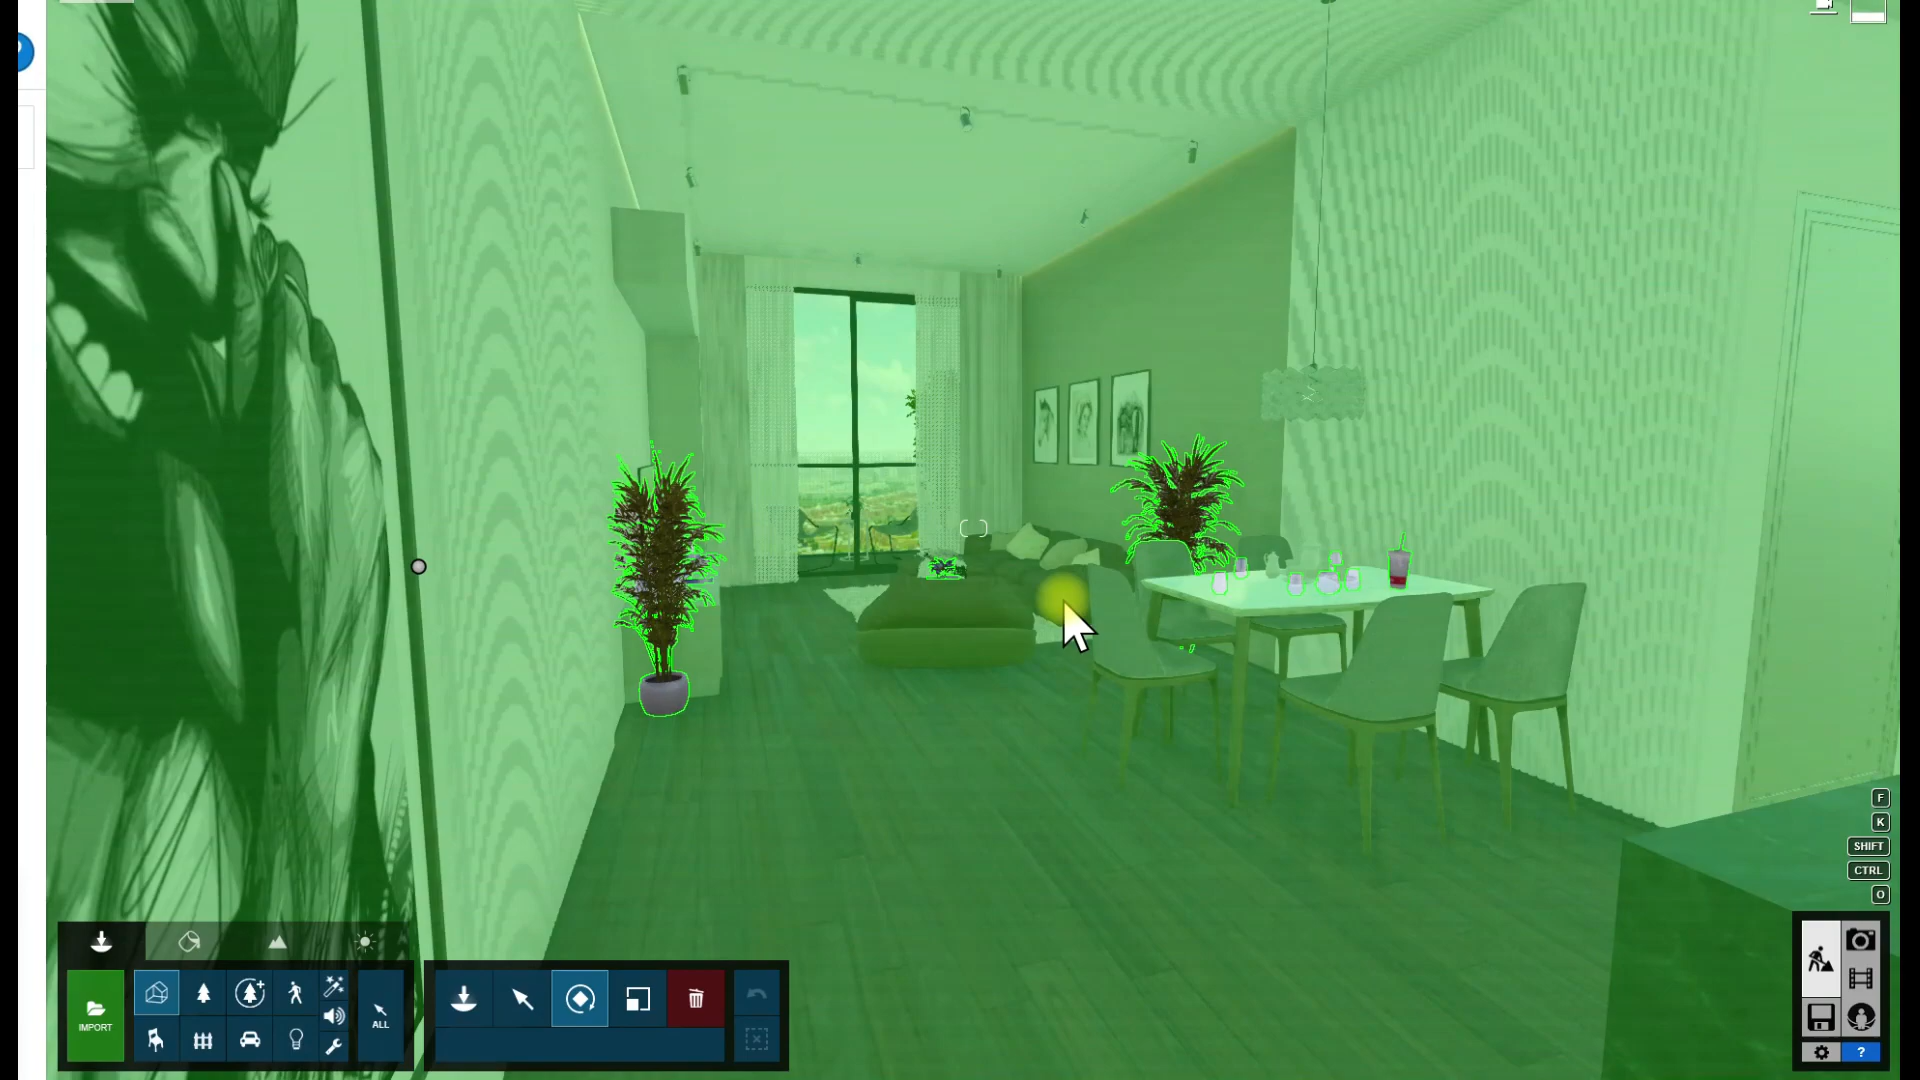 F
K
SHIFT
CTRL
O
IMPORT
ALL
?